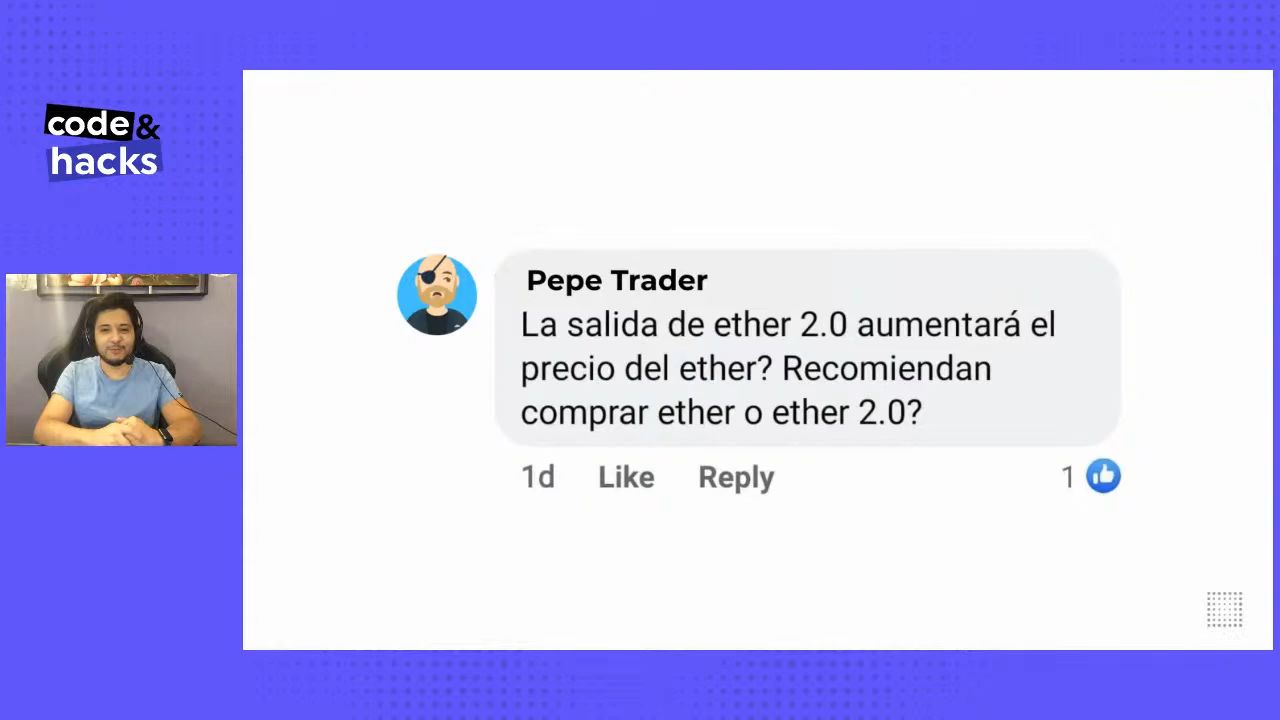 code&
hacks
Pepe Trader
La salida de ether 2.0 aumentará el
precio del ether? Recomiendan
comprar ether o ether 2.0?
1d Like Reply 1